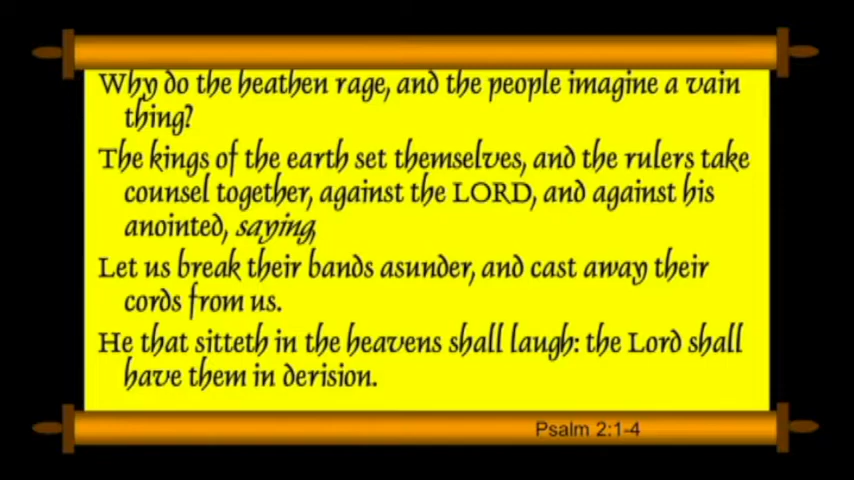 Why do the heathen rage, and the people imagine a vain
thing?
The kings of the earth set themselves, and the rulers take
counsel together, against the LORD, and against his
anointed, saying,
Let us break their bands asunder, and cast away their
cords from us.
He that sitteth in the heavens shall laugh: the Lord shall
have them in derision.
Psalm 2:1-4